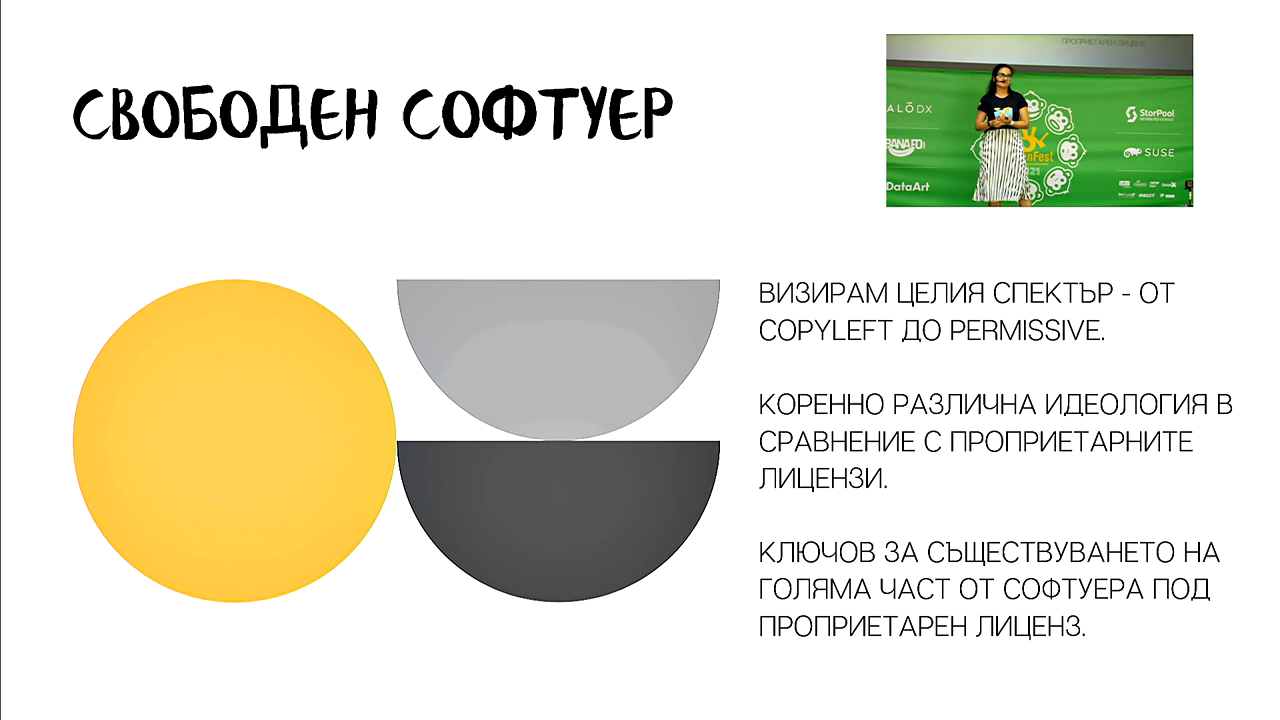 СВОБОДЕН СОФТУЕР
ПРОПРИЕТАРЕН ЛИЦЕНЗ
StorPool
SUSE
DataArt
ВИЗИРАМ ЦЕЛИЯ СПЕКТЪР - ОТ
COPYLEFT ДО PERMISSIVE.
КОРЕННО РАЗЛИЧНА ИДЕОЛОГИЯ В
СРАВНЕНИЕ С ПРОПРИЕТАРНИТЕ
ЛИЦЕНЗИ.
КЛЮЧОВ ЗА СЪЩЕСТВУВАНЕТО НА
ГОЛЯМА ЧАСТ ОТ СОФТУЕРА ПОД
ПРОПРИЕТАРЕН ЛИЦЕНЗ.